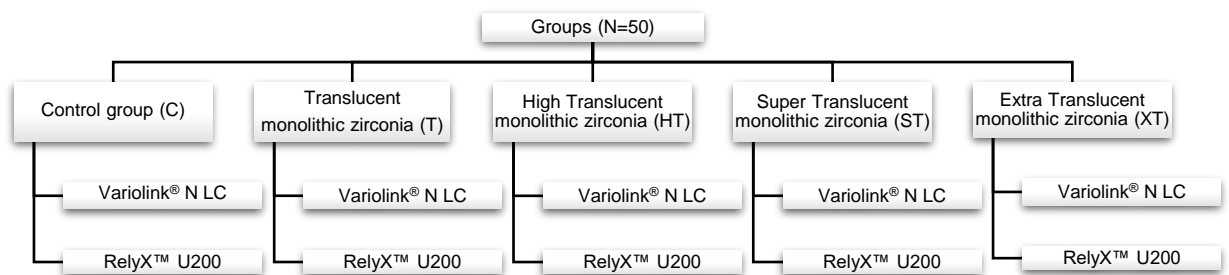 Groups (N=50)
Control group (C)
Translucent
monolithic zirconia (T)
High Translucent
monolithic zirconia (HT)
Super Translucent
monolithic zirconia (ST)
Extra Translucent
monolithic zirconia (XT)
Variolink® N LC
Variolink® N LC
Variolink® N LC
Variolink® N LC
Variolink® N LC
RelyX™ U200
RelyX™ U200
RelyX™ U200
RelyX™ U200
RelyX™ U200